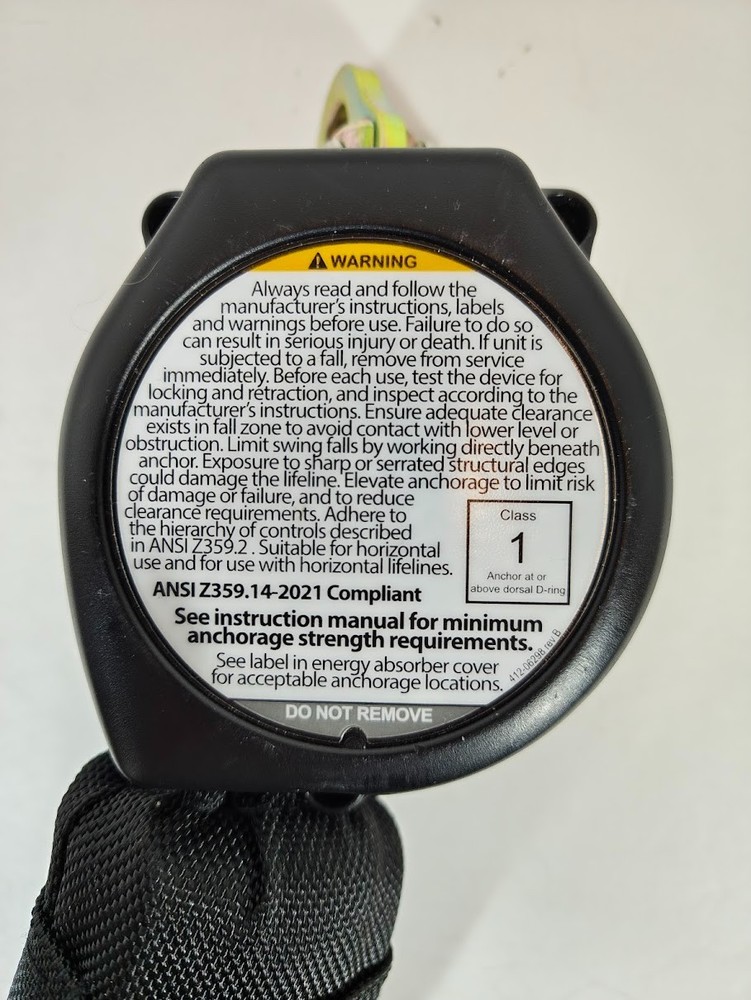 WARNING
Always read and follow the
manufacturer's instructions, labels
and warnings before use. Failure to do so
can result in serious injury or death. If unit is
subjected to a fall, remove from service
immediately. Before each use, test the device for
locking and retraction, and inspect according to the
manufacturer's instructions. Ensure adequate clearance
exists in fall zone to avoid contact with lower level or
obstruction. Limit swing falls by working directly beneath
anchor. Exposure to sharp or serrated structural edges
could damage the lifeline. Elevate anchorage to limit risk
of damage or failure, and to reduce
clearance requirements. Adhere to
the hierarchy of controls described
in ANSI Z359.2 . Suitable for horizontal
use and for use with horizontal lifelines.
Class
1
Anchor at or
above dorsal D-ring
ANSI Z359.14-2021 Compliant
See instruction manual for minimum
anchorage strength requirements.
See label in energy absorber cover
for acceptable anchorage locations.
412-06298 rev B
DO NOT REMOVE